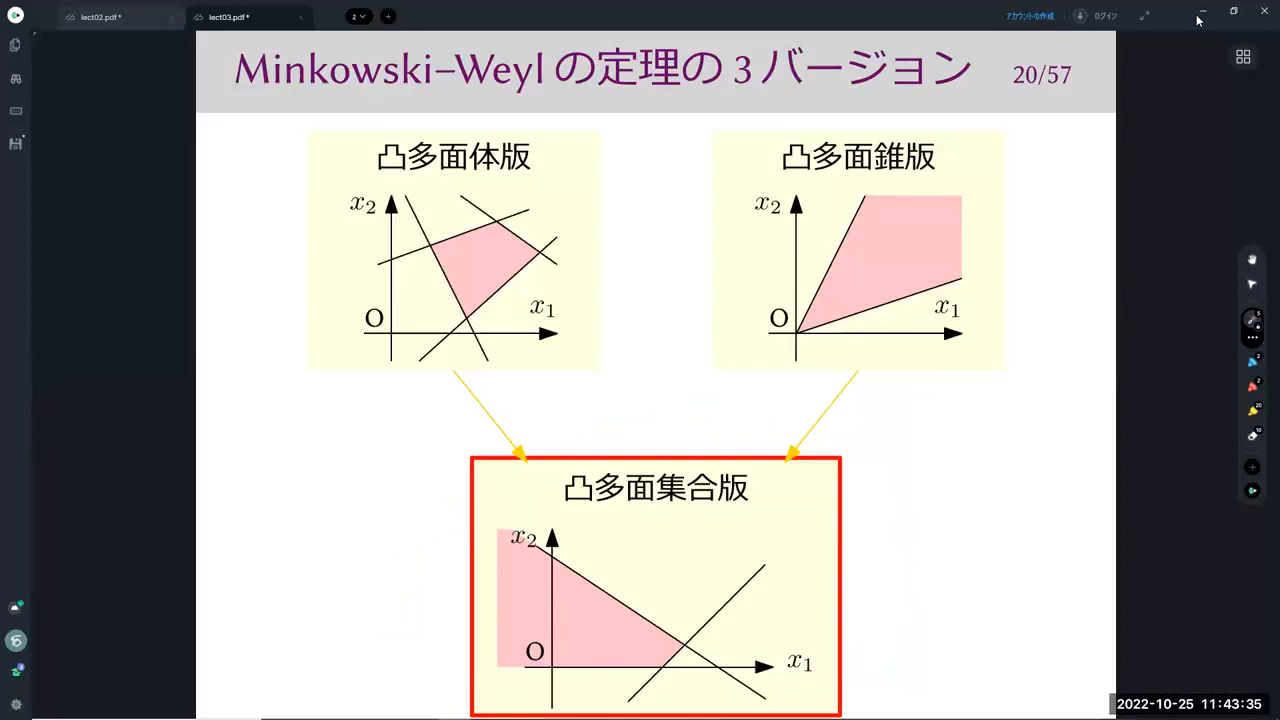 lect02.pdf*
lect03.pdf*
2
アカウントの作成
ログイン
Minkowski–Weyl の定理の 3 バージョン 20/57
凸多面体版
x2
O
x1
凸多面錐版
x2
O
x1
凸多面集合版
x2
O
x1
2022-10-25 11:43:35